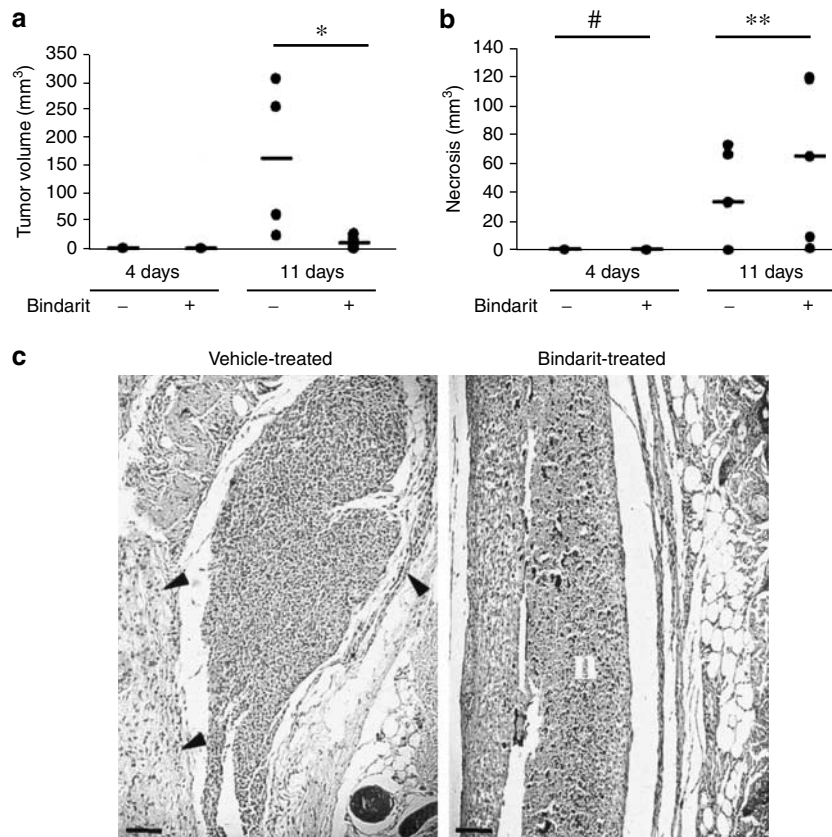 a
*
Tumor volume (mm³)
350
300
250
200
150
100
50
0
4 days
11 days
Bindarit
–
+
–
+
b
#
**
Necrosis (mm³)
140
120
100
80
60
40
20
0
4 days
11 days
Bindarit
–
+
–
+
c
Vehicle-treated
Bindarit-treated
n